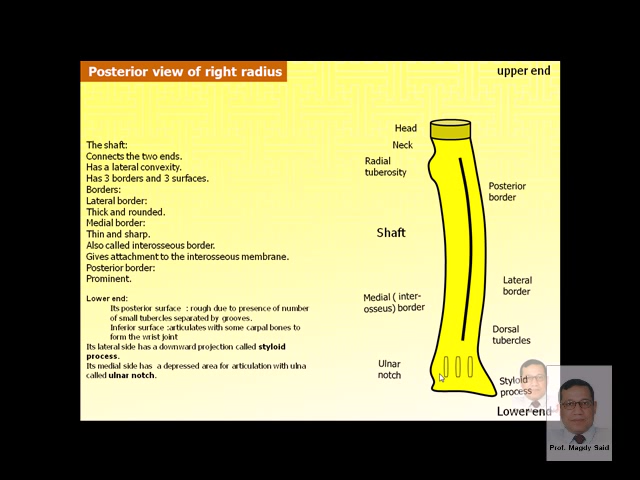 Posterior view of right radius
upper end
The shaft:
Connects the two ends.
Has a lateral convexity.
Has 3 borders and 3 surfaces.
Borders:
Lateral border:
Thick and rounded.
Medial border:
Thin and sharp.
Also called interosseous border.
Gives attachment to the interosseous membrane.
Posterior border:
Prominent.
Lower end:
Its posterior surface : rough due to presence of number
of small tubercles separated by grooves.
Inferior surface :articulates with some carpal bones to
form the wrist joint
Its lateral side has a downward projection called styloid
process.
Its medial side has a depressed area for articulation with ulna
called ulnar notch.
Head
Neck
Radial
tuberosity
Posterior
border
Shaft
Lateral
border
Medial ( inter-
osseus) border
Dorsal
tubercles
Ulnar
notch
Styloid
process
Lower end
Prof. Magdy Said